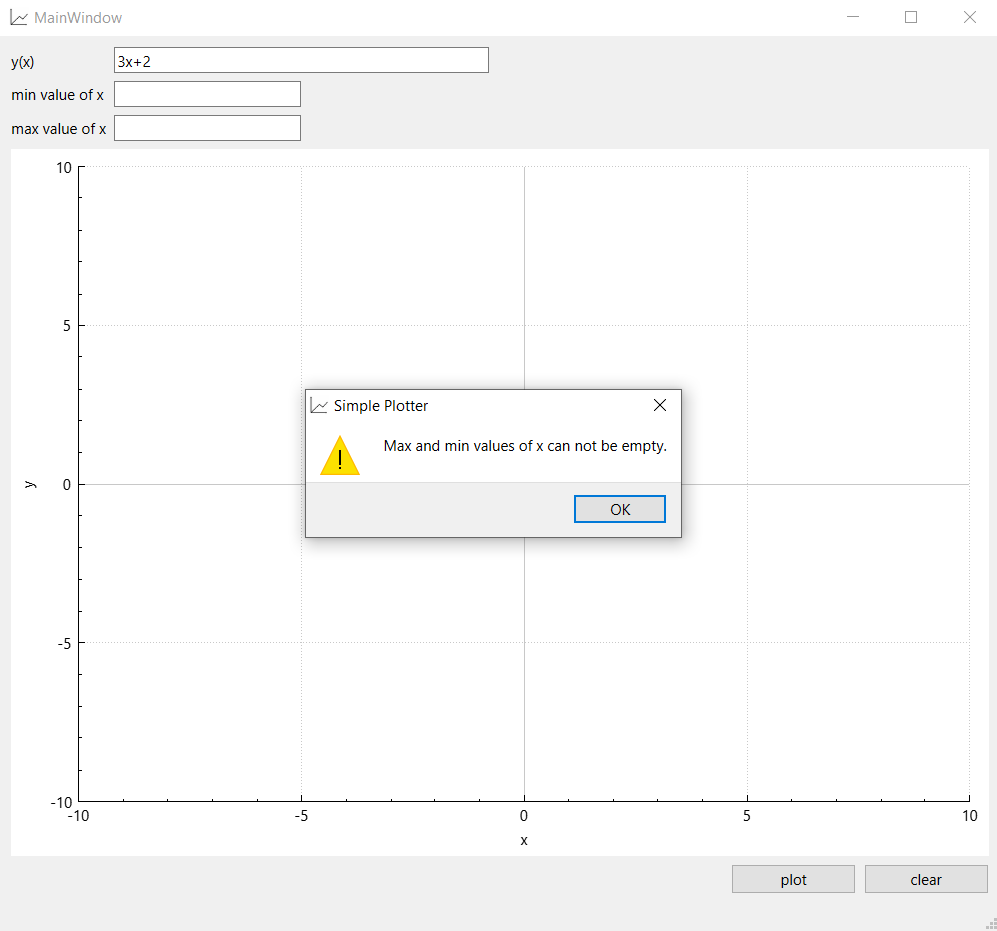 MainWindow
y(x) 3x+2
min value of x
max value of x
10
5
0
-5
-10
y
Simple Plotter
Max and min values of x can not be empty.
!
OK
-10 -5 0 5 10
x
plot clear